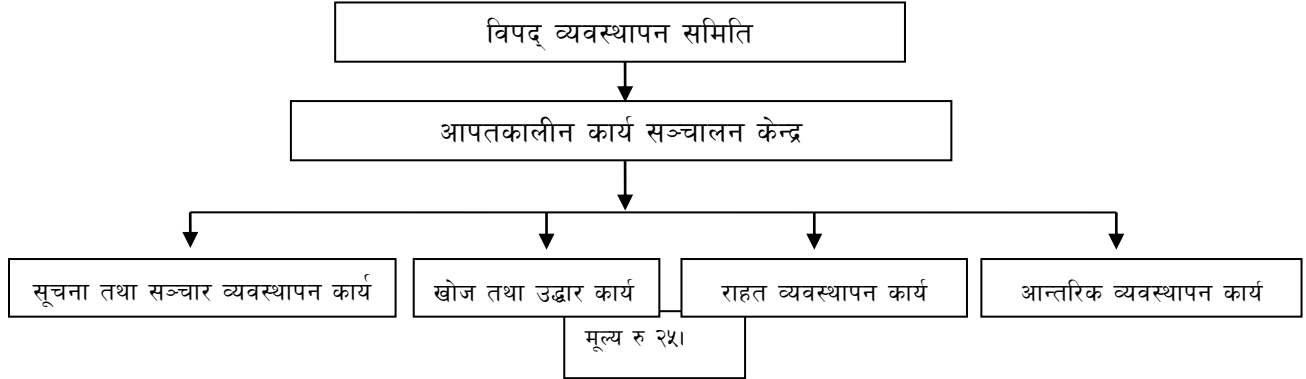 विपद् व्यवस्थापन समिति
आपतकालीन कार्य सञ्चालन केन्द्र
सूचना तथा सञ्चार व्यवस्थापन कार्य
खोज तथा उद्धार कार्य
राहत व्यवस्थापन कार्य
आन्तरिक व्यवस्थापन कार्य
मूल्य रु २५।